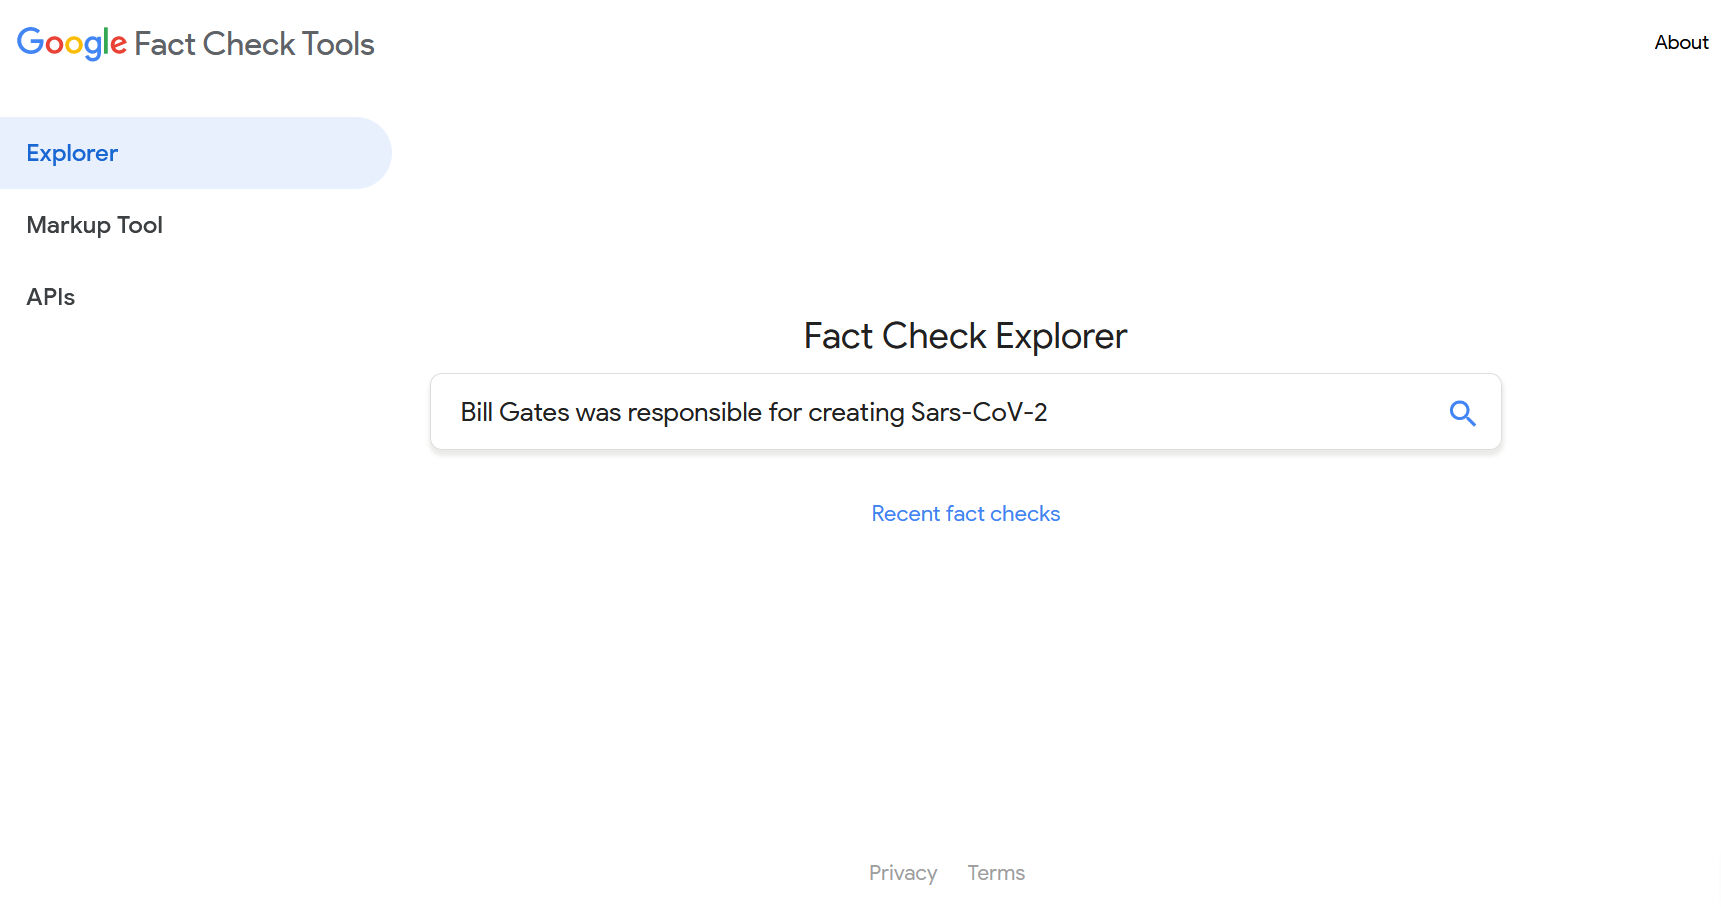 Google Fact Check Tools
About
Explorer
Markup Tool
APIs
Fact Check Explorer
Bill Gates was responsible for creating Sars-CoV-2
Recent fact checks
Privacy Terms